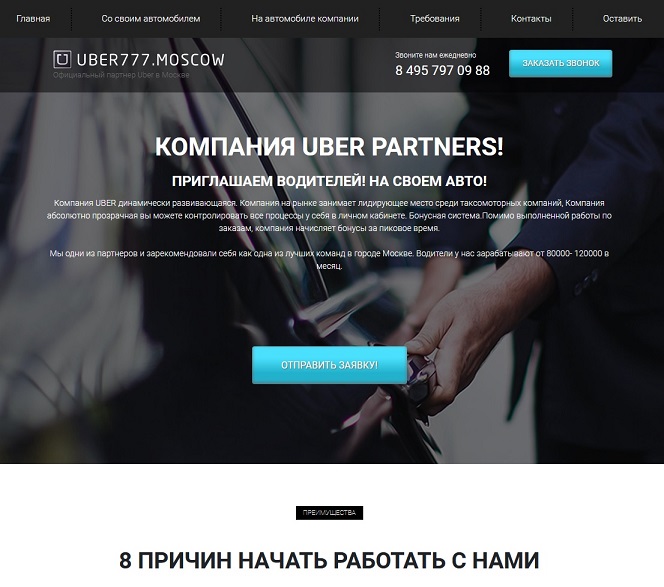 Главная
Со своим автомобилем
На автомобиле компании
Требования
Контакты
Оставить
UBER777.MOSCOW
Официальный партнер Uber в Москве
Звоните нам ежедневно
8 495 797 09 88
ЗАКАЗАТЬ ЗВОНОК
КОМПАНИЯ UBER PARTNERS!
ПРИГЛАШАЕМ ВОДИТЕЛЕЙ! НА СВОЕМ АВТО!
Компания UBER динамически развивающаяся. Компания на рынке занимает лидирующее место среди таксомоторных компаний, Компания
абсолютно прозрачная вы можете контролировать все процессы у себя в личном кабинете. Бонусная система.Помимо выполненной работы по
заказам, компания начисляет бонусы за пиковое время.
Мы одни из партнеров и зарекомендовали себя как одна из лучших команд в городе Москве. Водители у нас зарабатывают от 80000- 120000 в
месяц.
ОТПРАВИТЬ ЗАЯВКУ!
ПРЕИМУЩЕСТВА
8 ПРИЧИН НАЧАТЬ РАБОТАТЬ С НАМИ